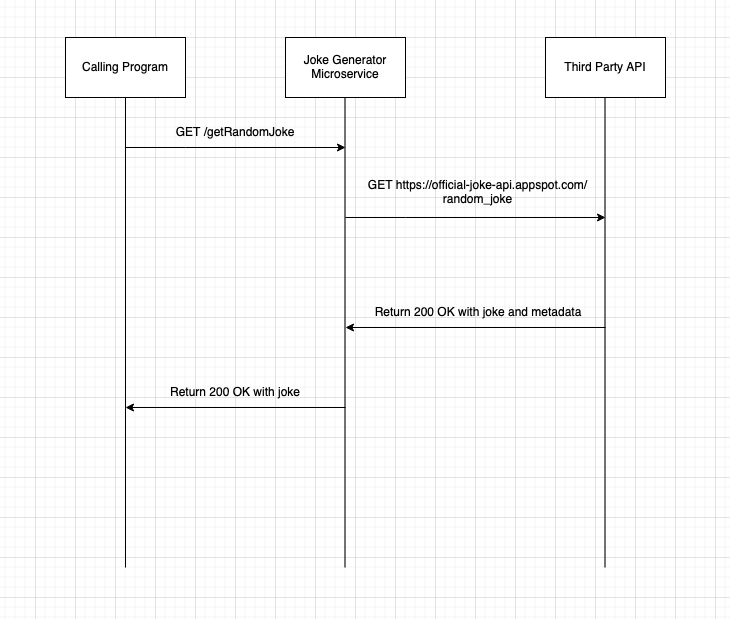 Calling Program
Joke Generator
Microservice
Third Party API
GET /getRandomJoke
GET https://official-joke-api.appspot.com/
random_joke
Return 200 OK with joke and metadata
Return 200 OK with joke